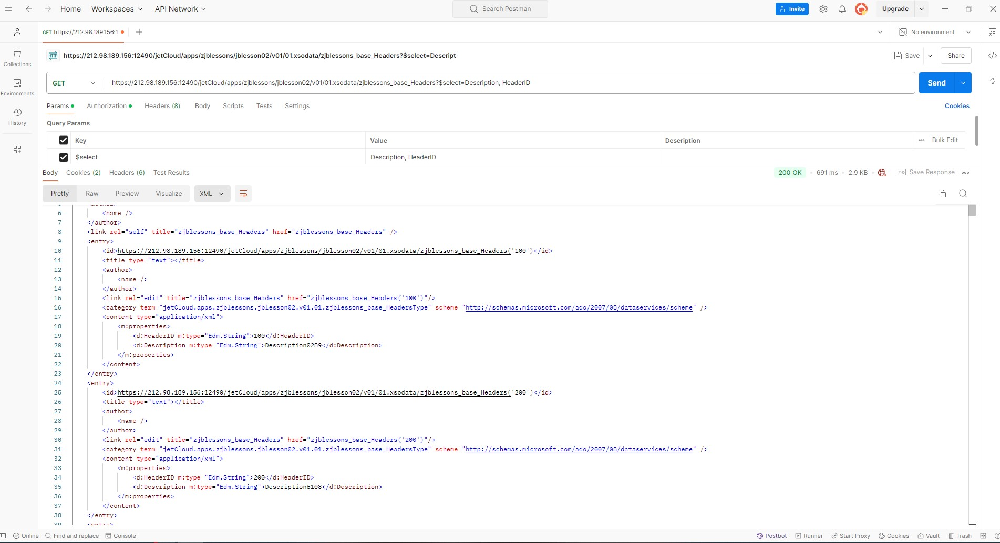 Home Workspaces API Network Search Postman Invite Upgrade
GET https://212.98.189.156:1 No environment
HTTP https://212.98.189.156:12490/jetCloud/apps/zjblessons/jblesson02/v01/01.xsodata/zjblessons_base_Headers?$select=Descript Save Share
Collections
GET https://212.98.189.156:12490/jetCloud/apps/zjblessons/jblesson02/v01/01.xsodata/zjblessons_base_Headers?$select=Description, HeaderID Send
Environments
Params Authorization Headers (8) Body Scripts Tests Settings Cookies
History
Query Params
Key Value Description Bulk Edit
$select Description, HeaderID
Body Cookies (2) Headers (6) Test Results 200 OK 691 ms 2.9 KB e.g. Save Response
Pretty Raw Preview Visualize XML
5 <author>
6 <name />
7 </author>
8 <link rel="self" title="zjblessons_base_Headers" href="zjblessons_base_Headers" />
9 <entry>
10 <id>https://212.98.189.156:12490/jetCloud/apps/zjblessons/jblesson02/v01/01.xsodata/zjblessons_base_Headers('100')</id>
11 <title type="text"></title>
12 <author>
13 <name />
14 </author>
15 <link rel="edit" title="zjblessons_base_Headers" href="zjblessons_base_Headers('100')"/>
16 <category term="jetCloud.apps.zjblessons.jblesson02.v01.01.zjblessons_base_HeadersType" scheme="http://schemas.microsoft.com/ado/2007/08/dataservices/scheme" />
17 <content type="application/xml">
18 <m:properties>
19 <d:HeaderID m:type="Edm.String">100</d:HeaderID>
20 <d:Description m:type="Edm.String">Description0289</d:Description>
21 </m:properties>
22 </content>
23 </entry>
24 <entry>
25 <id>https://212.98.189.156:12490/jetCloud/apps/zjblessons/jblesson02/v01/01.xsodata/zjblessons_base_Headers('200')</id>
26 <title type="text"></title>
27 <author>
28 <name />
29 </author>
30 <link rel="edit" title="zjblessons_base_Headers" href="zjblessons_base_Headers('200')"/>
31 <category term="jetCloud.apps.zjblessons.jblesson02.v01.01.zjblessons_base_HeadersType" scheme="http://schemas.microsoft.com/ado/2007/08/dataservices/scheme" />
32 <content type="application/xml">
33 <m:properties>
34 <d:HeaderID m:type="Edm.String">200</d:HeaderID>
35 <d:Description m:type="Edm.String">Description6108</d:Description>
36 </m:properties>
37 </content>
38 </entry>
39 <entry>
Online Find and replace Console Postbot Runner Start Proxy Cookies Vault Trash